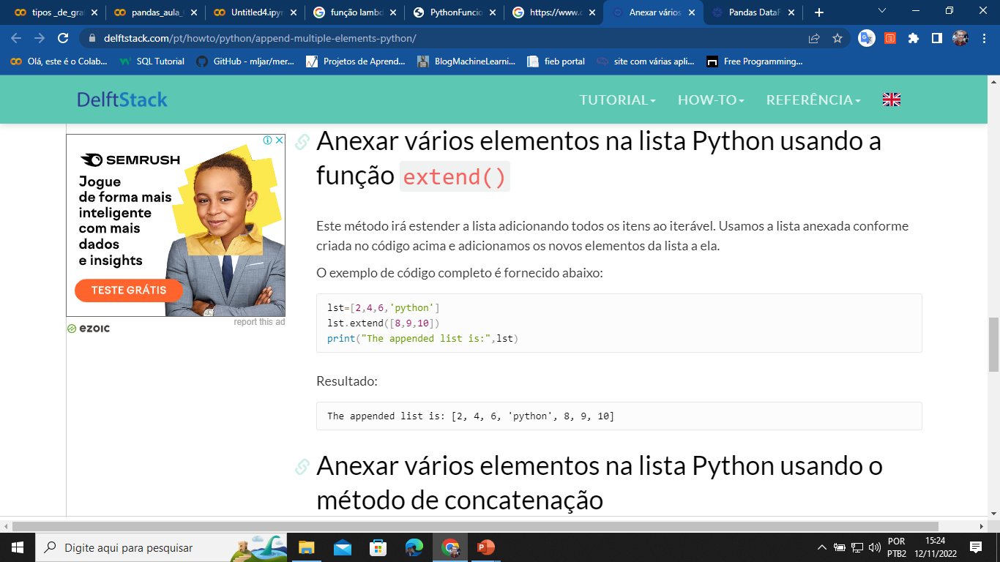 tipos _de_gra
pandas_aula_
Untitled4.ipyn
função lambd
PythonFuncio
https://www.
Anexar vários
Pandas DataF
delftstack.com/pt/howto/python/append-multiple-elements-python/
Olá, este é o Colab...
SQL Tutorial
GitHub - mljar/mer...
Projetos de Aprend...
BlogMachineLearni...
fieb portal
site com várias apli...
Free Programming...
DelftStack
TUTORIAL
HOW-TO
REFERÊNCIA
SEMRUSH
Jogue
de forma mais
inteligente
com mais
dados
e insights
TESTE GRÁTIS
report this ad
ezoic
Anexar vários elementos na lista Python usando a
função extend()
Este método irá estender a lista adicionando todos os itens ao iterável. Usamos a lista anexada conforme
criada no código acima e adicionamos os novos elementos da lista a ela.
O exemplo de código completo é fornecido abaixo:
lst=[2,4,6,'python']
lst.extend([8,9,10])
print("The appended list is:",lst)
Resultado:
The appended list is: [2, 4, 6, 'python', 8, 9, 10]
Anexar vários elementos na lista Python usando o
método de concatenação
Digite aqui para pesquisar
POR
PTB2
15:24
12/11/2022